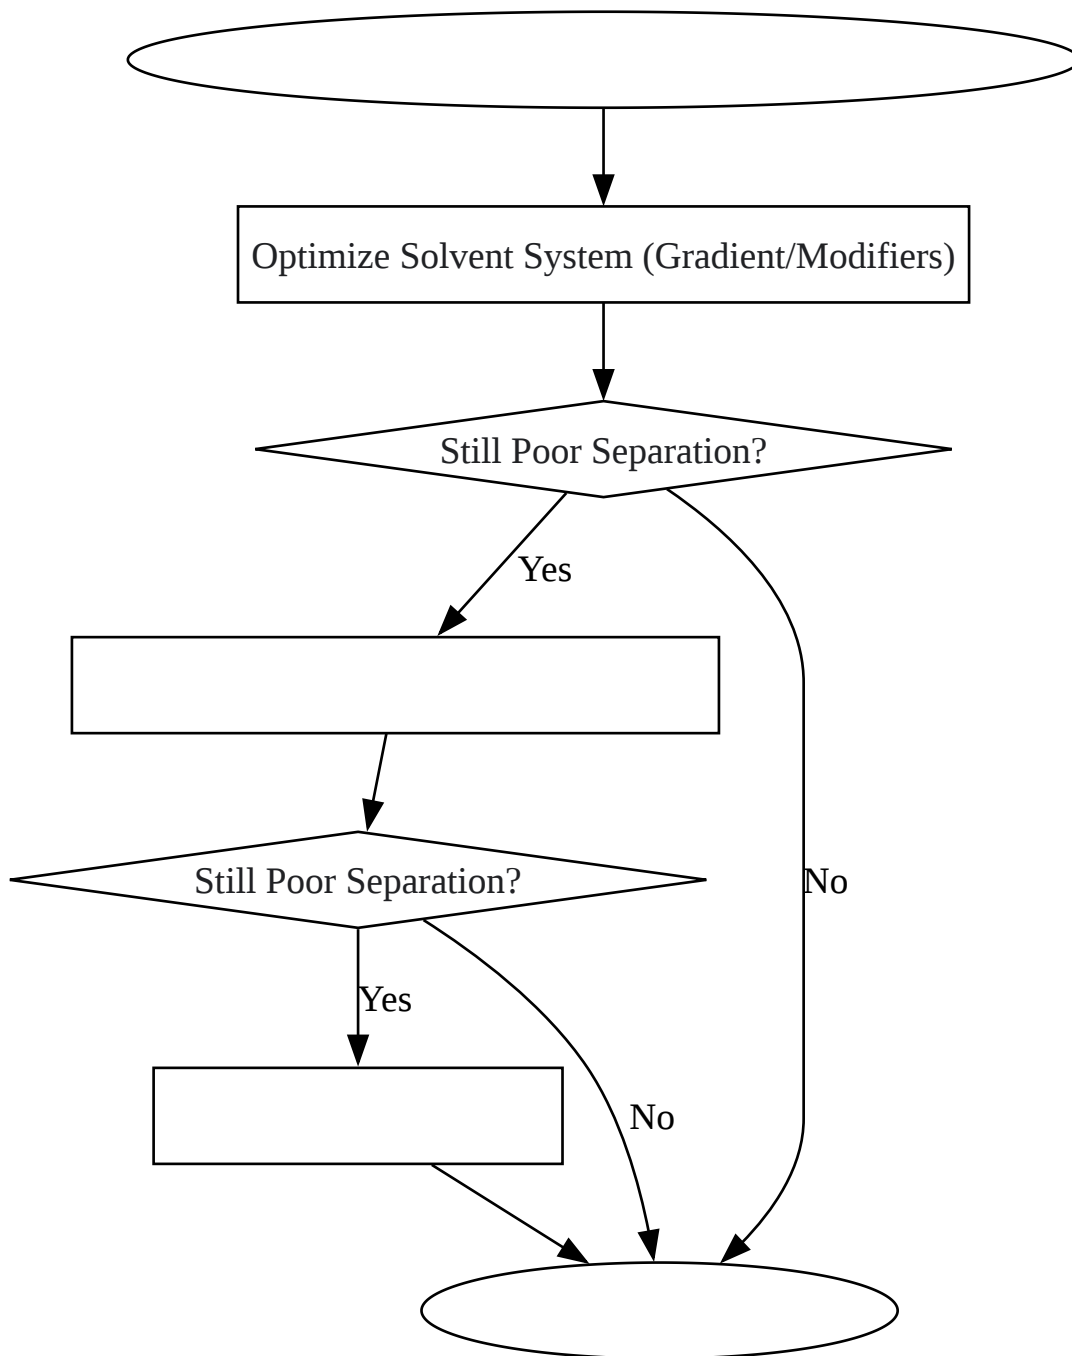 Optimize Solvent System (Gradient/Modifiers)
Still Poor Separation?
Yes
Still Poor Separation?
No
Yes
No